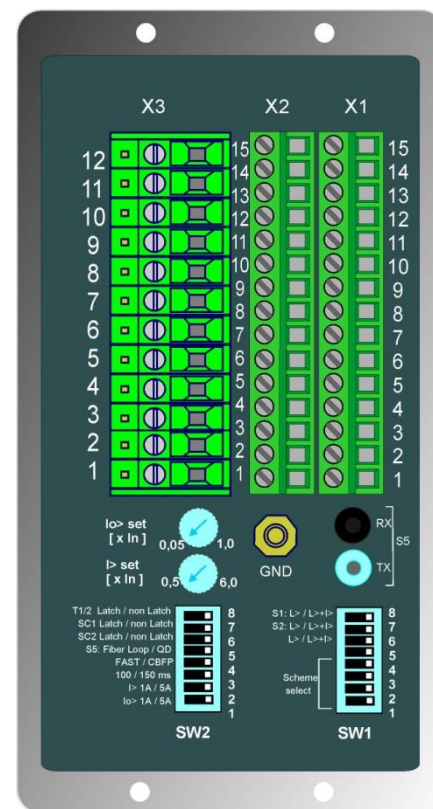 X3 X2 X1
15 15
12 14 14
11 13 13
10 12 12
9 11 11
8 10 10
7 9 9
6 8 8
5 7 7
4 6 6
3 5 5
2 4 4
1 3 3
2 2
1 1
Io> set
[ x In ]
0,05 1,0
I> set
[ x In ]
0,5 6,0
GND
RX
S5
TX
T1/2 Latch / non Latch
SC1 Latch / non Latch
SC2 Latch / non Latch
S5: Fiber Loop / QD
FAST / CBFP
100 / 150 ms
I> 1A / 5A
Io> 1A / 5A
8
7
6
5
4
3
2
1
SW2
S1: L> / L>+I>
S2: L> / L>+I>
L> / L>+I>
Scheme
select
8
7
6
5
4
3
2
1
SW1